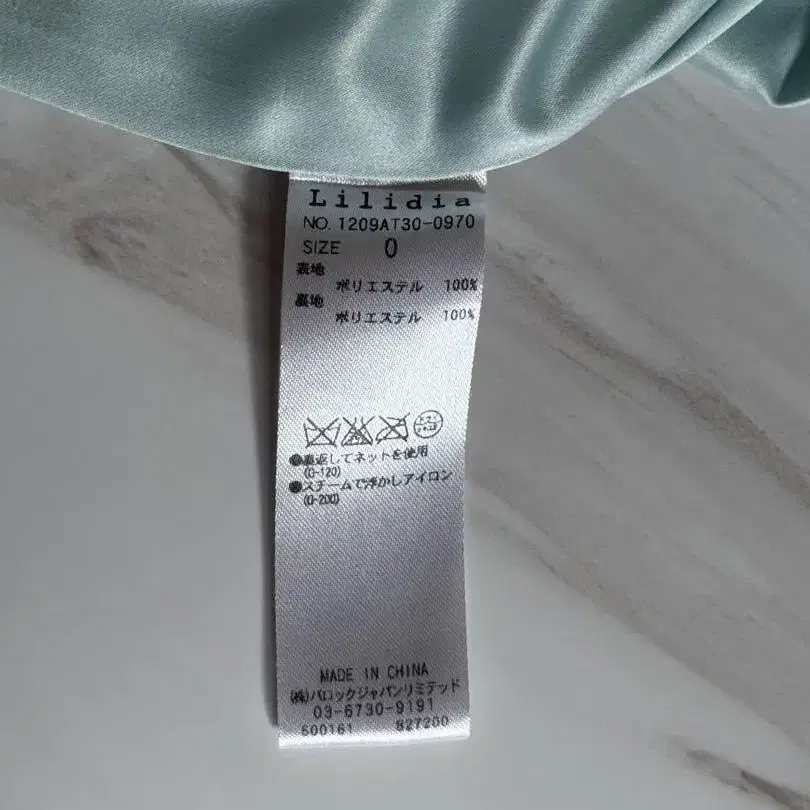 Lilidia
NO. 1209AT30-0970
SIZE 0
表地
ポリエステル 100%
裏地
ポリエステル 100%
裏返してネットを使用
(0-120)
スチームで浮かしアイロン
(0-200)
MADE IN CHINA
(株)バロックジャパンリミテッド
03-6730-9191
600161 827200